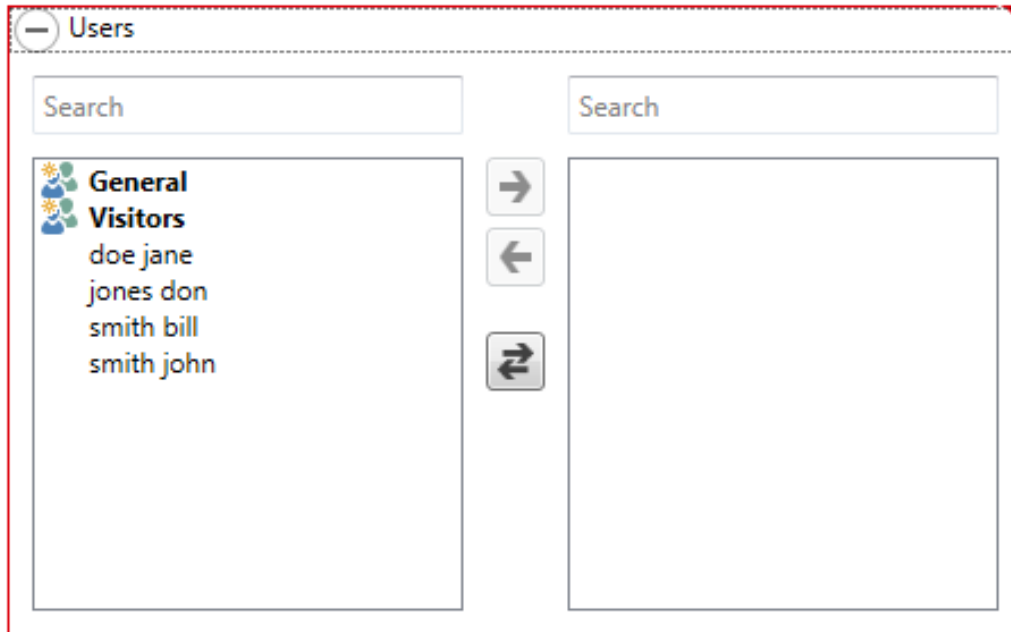 Users
Search
Search
General
Visitors
doe jane
jones don
smith bill
smith john